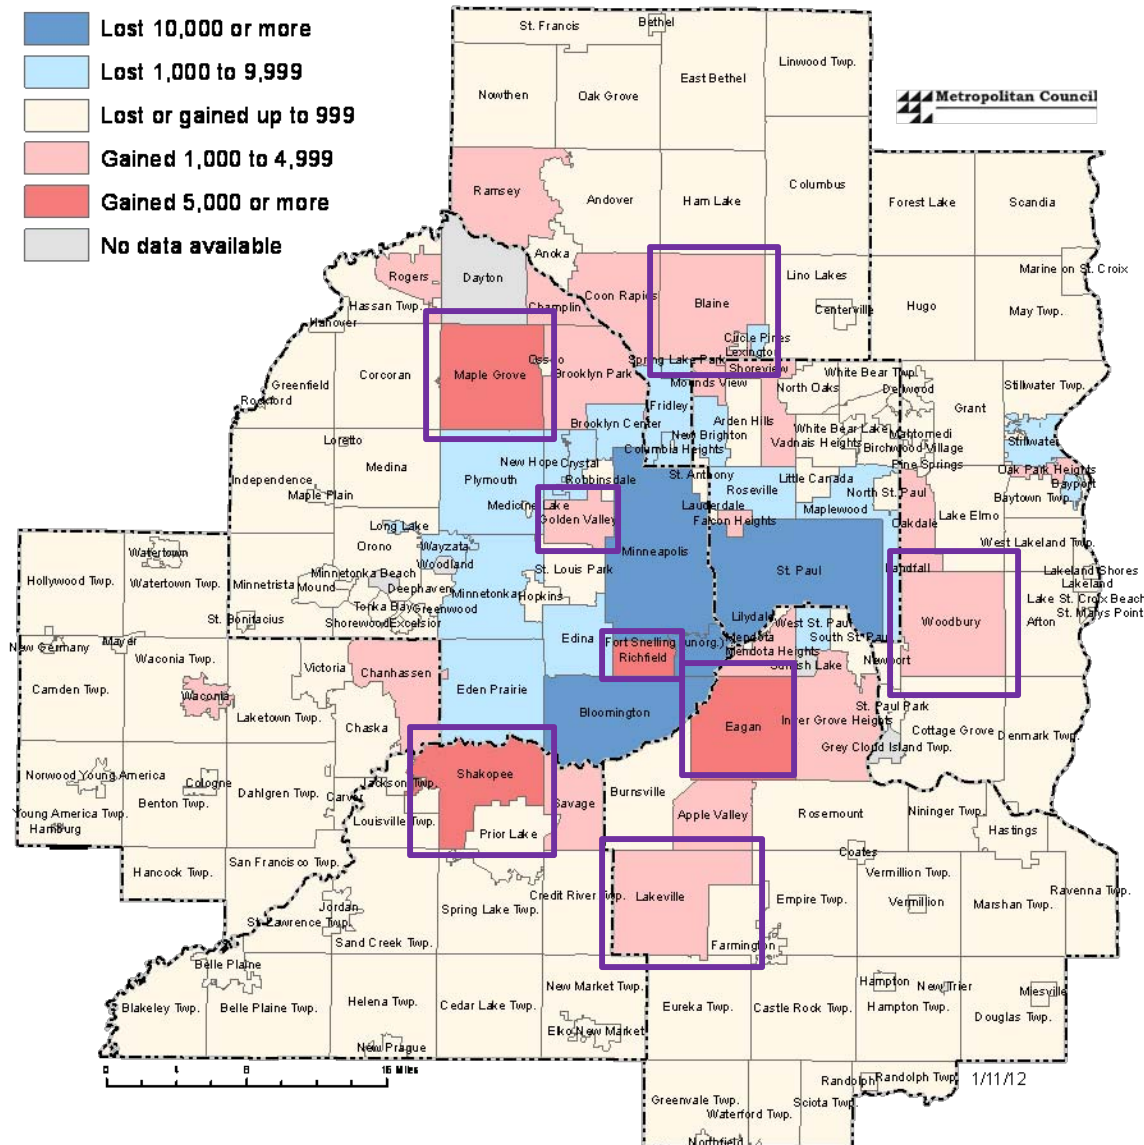 Lost 10,000 or more
Lost 1,000 to 9,999
Lost or gained up to 999
Gained 1,000 to 4,999
Gained 5,000 or more
No data available
Metropolitan Council
St. Francis
Bethel
Linwood Twp.
East Bethel
Nowthen
Oak Grove
Ramsey
Andover
Ham Lake
Columbus
Forest Lake
Scandia
Anoka
Rogers
Dayton
Lino Lakes
Marine on St. Croix
Hassan Twp.
Champlin
Coon Rapids
Blaine
Centerville
Hugo
May Twp.
Hanover
Circle Pines
Lexington
Corcoran
Maple Grove
Osseo
Brooklyn Park
Spring Lake Park
Mounds View
Shoreview
North Oaks
White Bear Twp.
Dellwood
Stillwater Twp.
Greenfield
Rockford
Fridley
Grant
Loretto
Brooklyn Center
Arden Hills
New Brighton
Columbia Heights
White Bear Lake
Vadnais Heights
Mahtomedi
Birchwood Village
Stillwater
Medina
New Hope
Crystal
Robbinsdale
Pine Springs
Oak Park Heights
Bayport
Independence
Maple Plain
Plymouth
St. Anthony
Roseville
Little Canada
North St. Paul
Baytown Twp.
Medicine Lake
Golden Valley
Lauderdale
Falcon Heights
Maplewood
Oakdale
Lake Elmo
Long Lake
Orono
Wayzata
Woodland
Minneapolis
St. Paul
Landfall
West Lakeland Twp.
Watertown
Hollywood Twp.
Watertown Twp.
Minnetrista
Minnetonka Beach
Mound
Deephaven
St. Louis Park
Lakeland Shores
Lakeland
Tonka Bay
Greenwood
Minnetonka
Hopkins
Lake St. Croix Beach
St. Marys Point
St. Bonifacius
Shorewood
Excelsior
Lilydale
West St. Paul
Woodbury
Afton
New Germany
Mayer
Edina
Fort Snelling (unorg.)
Richfield
Mendota
Mendota Heights
South St. Paul
Waconia Twp.
Victoria
Chanhassen
Sunfish Lake
Newport
Camden Twp.
Waconia
Laketown Twp.
Chaska
Eden Prairie
Bloomington
Eagan
Inver Grove Heights
St. Paul Park
Cottage Grove
Denmark Twp.
Grey Cloud Island Twp.
Norwood Young America
Cologne
Benton Twp.
Dahlgren Twp.
Carver
Jackson Twp.
Shakopee
Young America Twp.
Hamburg
Louisville Twp.
Prior Lake
Savage
Burnsville
Apple Valley
Rosemount
Nininger Twp.
Hastings
Hancock Twp.
San Francisco Twp.
Coates
Vermillion Twp.
Ravenna Twp.
Jordan
St. Lawrence Twp.
Sand Creek Twp.
Spring Lake Twp.
Credit River Twp.
Lakeville
Farmington
Empire Twp.
Vermillion
Marshan Twp.
Belle Plaine
Blakeley Twp.
Belle Plaine Twp.
Helena Twp.
Cedar Lake Twp.
New Market Twp.
Elko New Market
New Prague
Eureka Twp.
Castle Rock Twp.
Hampton
New Trier
Hampton Twp.
Miesville
Douglas Twp.
0 4 8 16 Miles
Randolph
Randolph Twp.
1/11/12
Greenvale Twp.
Waterford Twp.
Sciota Twp.
Northfield